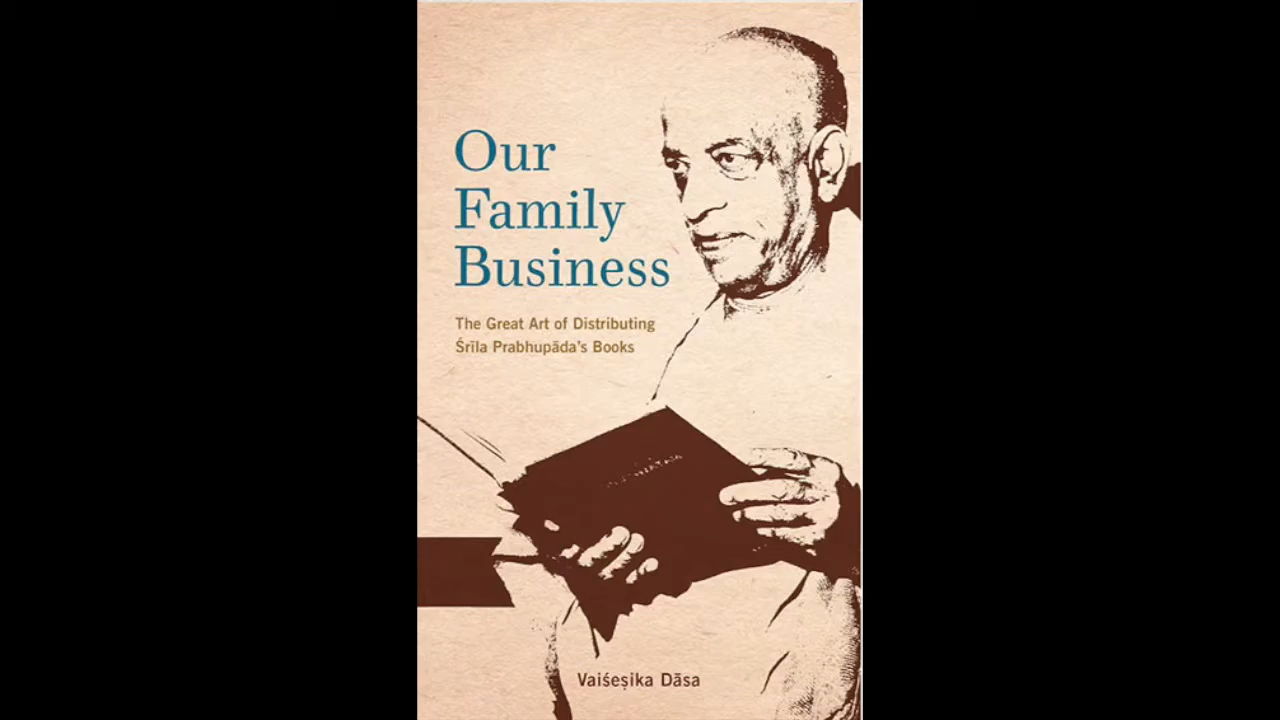 Our
Family
Business
The Great Art of Distributing
Śrīla Prabhupāda's Books
Vaiśeṣika Dāsa